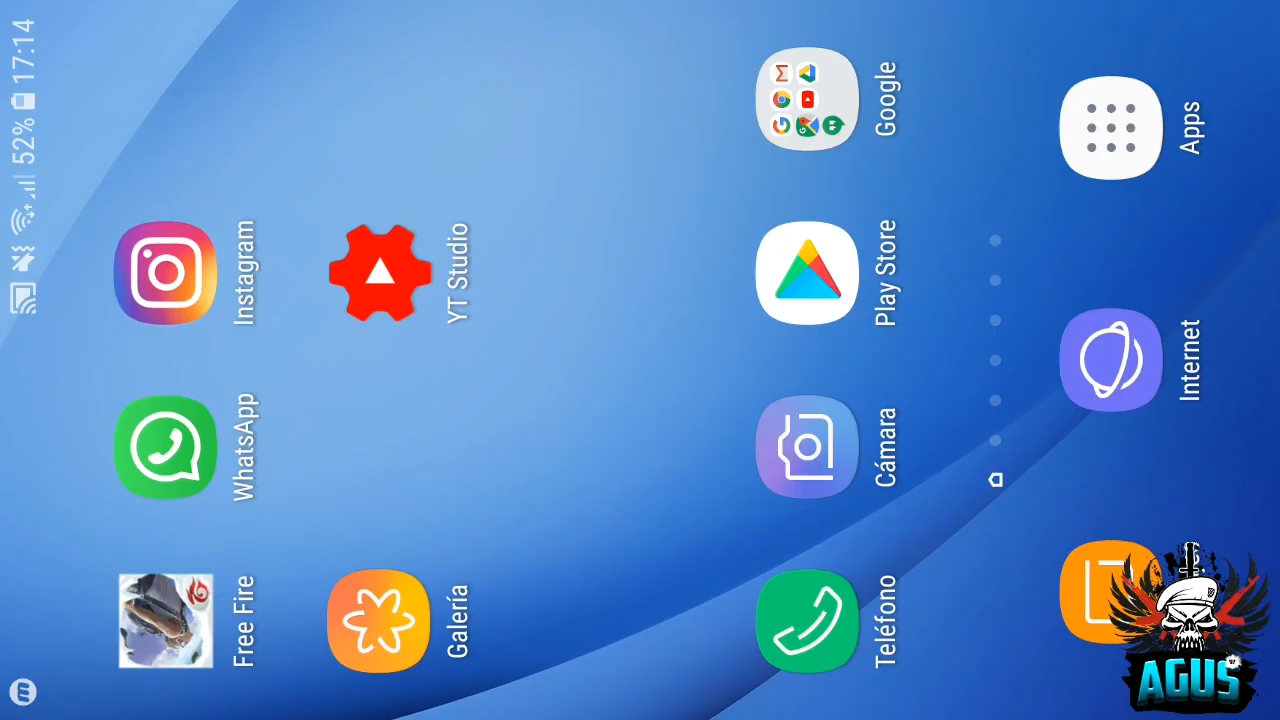 52% 17:14
Free Fire
WhatsApp
Instagram
Galería
YT Studio
Teléfono
Cámara
Play Store
Google
Internet
Apps
AGUS